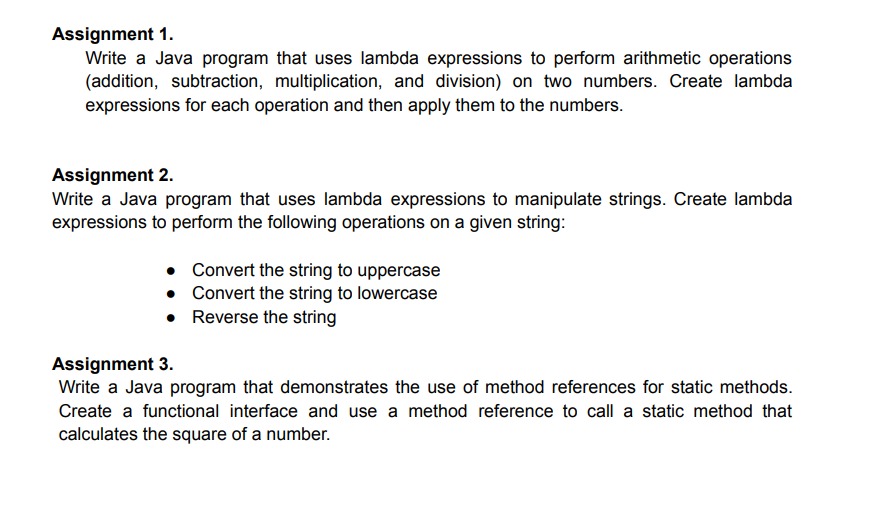 Assignment 1.
Write a Java program that uses lambda expressions to perform arithmetic operations
(addition, subtraction, multiplication, and division) on two numbers. Create lambda
expressions for each operation and then apply them to the numbers.
Assignment 2.
Write a Java program that uses lambda expressions to manipulate strings. Create lambda
expressions to perform the following operations on a given string:
● Convert the string to uppercase
● Convert the string to lowercase
● Reverse the string
Assignment 3.
Write a Java program that demonstrates the use of method references for static methods.
Create a functional interface and use a method reference to call a static method that
calculates the square of a number.